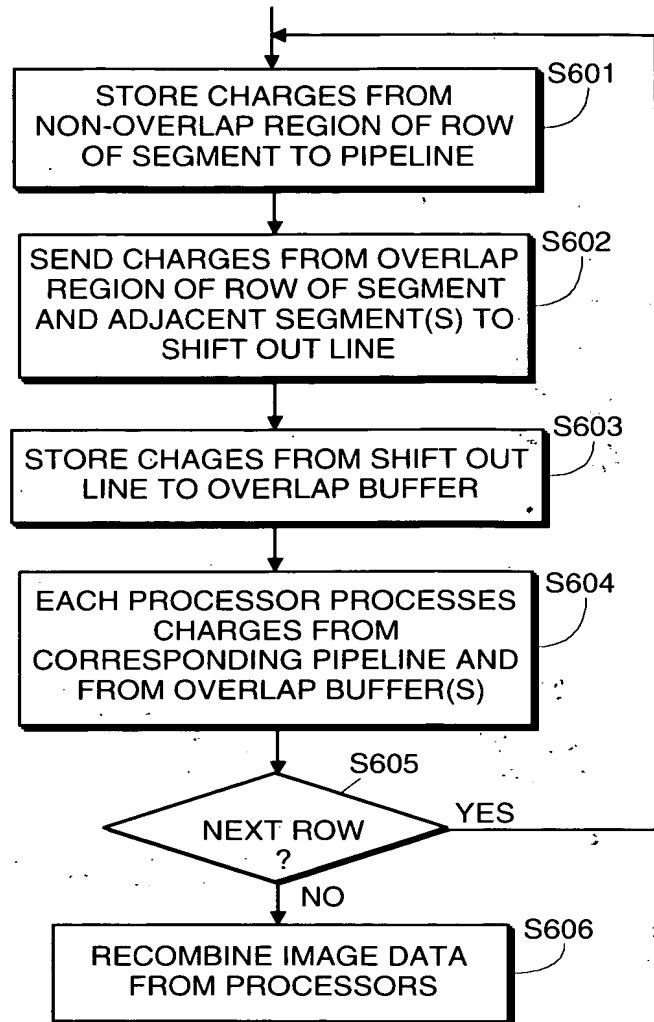 S601
STORE CHARGES FROM
NON-OVERLAP REGION OF ROW
OF SEGMENT TO PIPELINE
S602
SEND CHARGES FROM OVERLAP
REGION OF ROW OF SEGMENT
AND ADJACENT SEGMENT(S) TO
SHIFT OUT LINE
S603
STORE CHAGES FROM SHIFT OUT
LINE TO OVERLAP BUFFER
S604
EACH PROCESSOR PROCESSES
CHARGES FROM
CORRESPONDING PIPELINE AND
FROM OVERLAP BUFFER(S)
S605
NEXT ROW
?
YES
NO
S606
RECOMBINE IMAGE DATA
FROM PROCESSORS